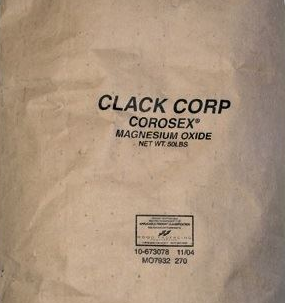 CLACK CORP
COROSEX®
MAGNESIUM OXIDE
NET WT. 50LBS
10-673078 11/04
MO7932 270